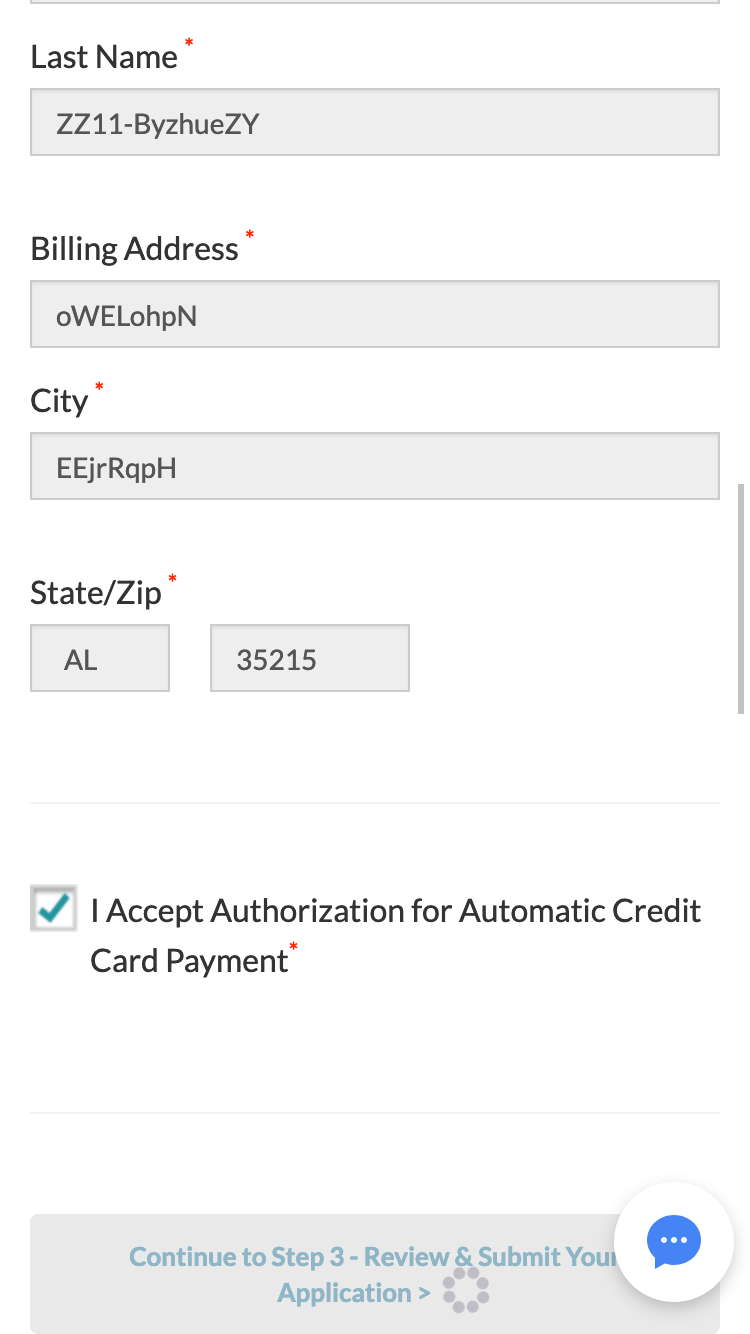 Last Name *
ZZ11-ByzhueZY
Billing Address *
oWELohpN
City *
EEjrRqpH
State/Zip *
AL 35215
I Accept Authorization for Automatic Credit
Card Payment*
Continue to Step 3 - Review & Submit Your
Application >